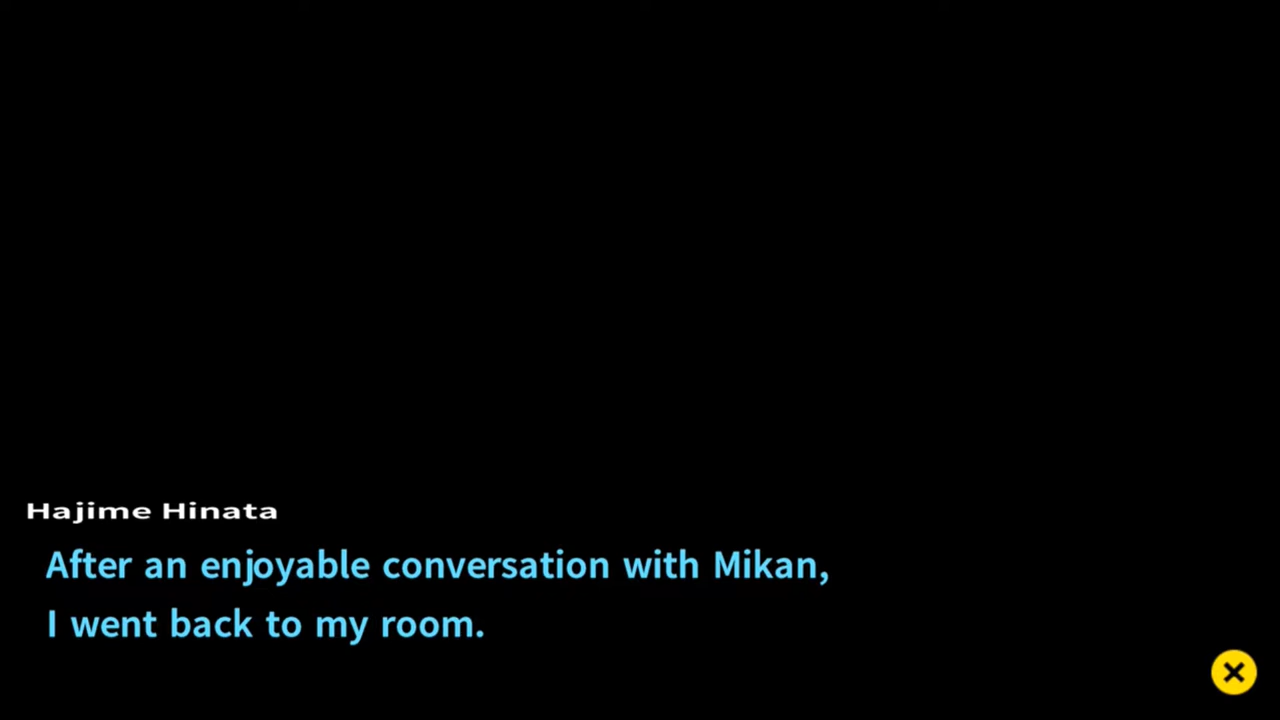 Hajime Hinata
After an enjoyable conversation with Mikan,
I went back to my room.